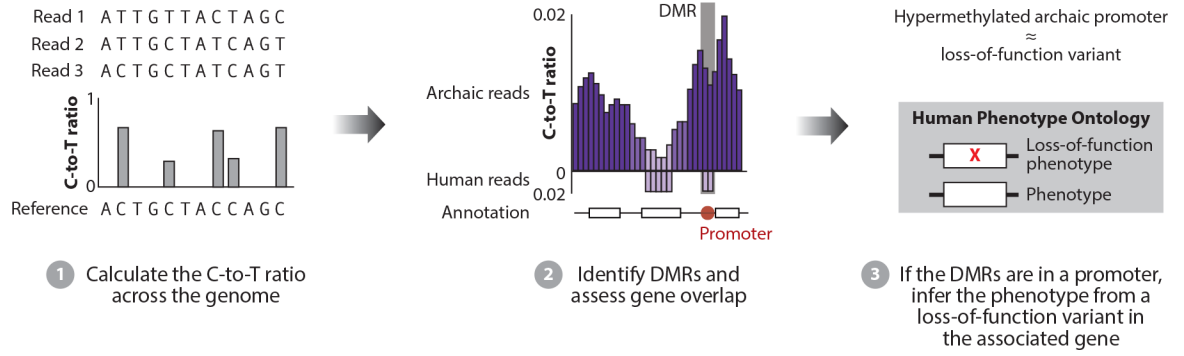 Read 1 A T T G T T A C T A G C
Read 2 A T T G C T A T C A G T
Read 3 A C T G C T A T C A G T
1
C-to-T ratio
0
Reference A C T G C T A C C A G C
1 Calculate the C-to-T ratio
across the genome
0.02
DMR
Archaic reads
C-to-T ratio
0
Human reads
0.02
Annotation
Promoter
2 Identify DMRs and
assess gene overlap
Hypermethylated archaic promoter
≈
loss-of-function variant
Human Phenotype Ontology
X
Loss-of-function
phenotype
Phenotype
3 If the DMRs are in a promoter,
infer the phenotype from a
loss-of-function variant in
the associated gene